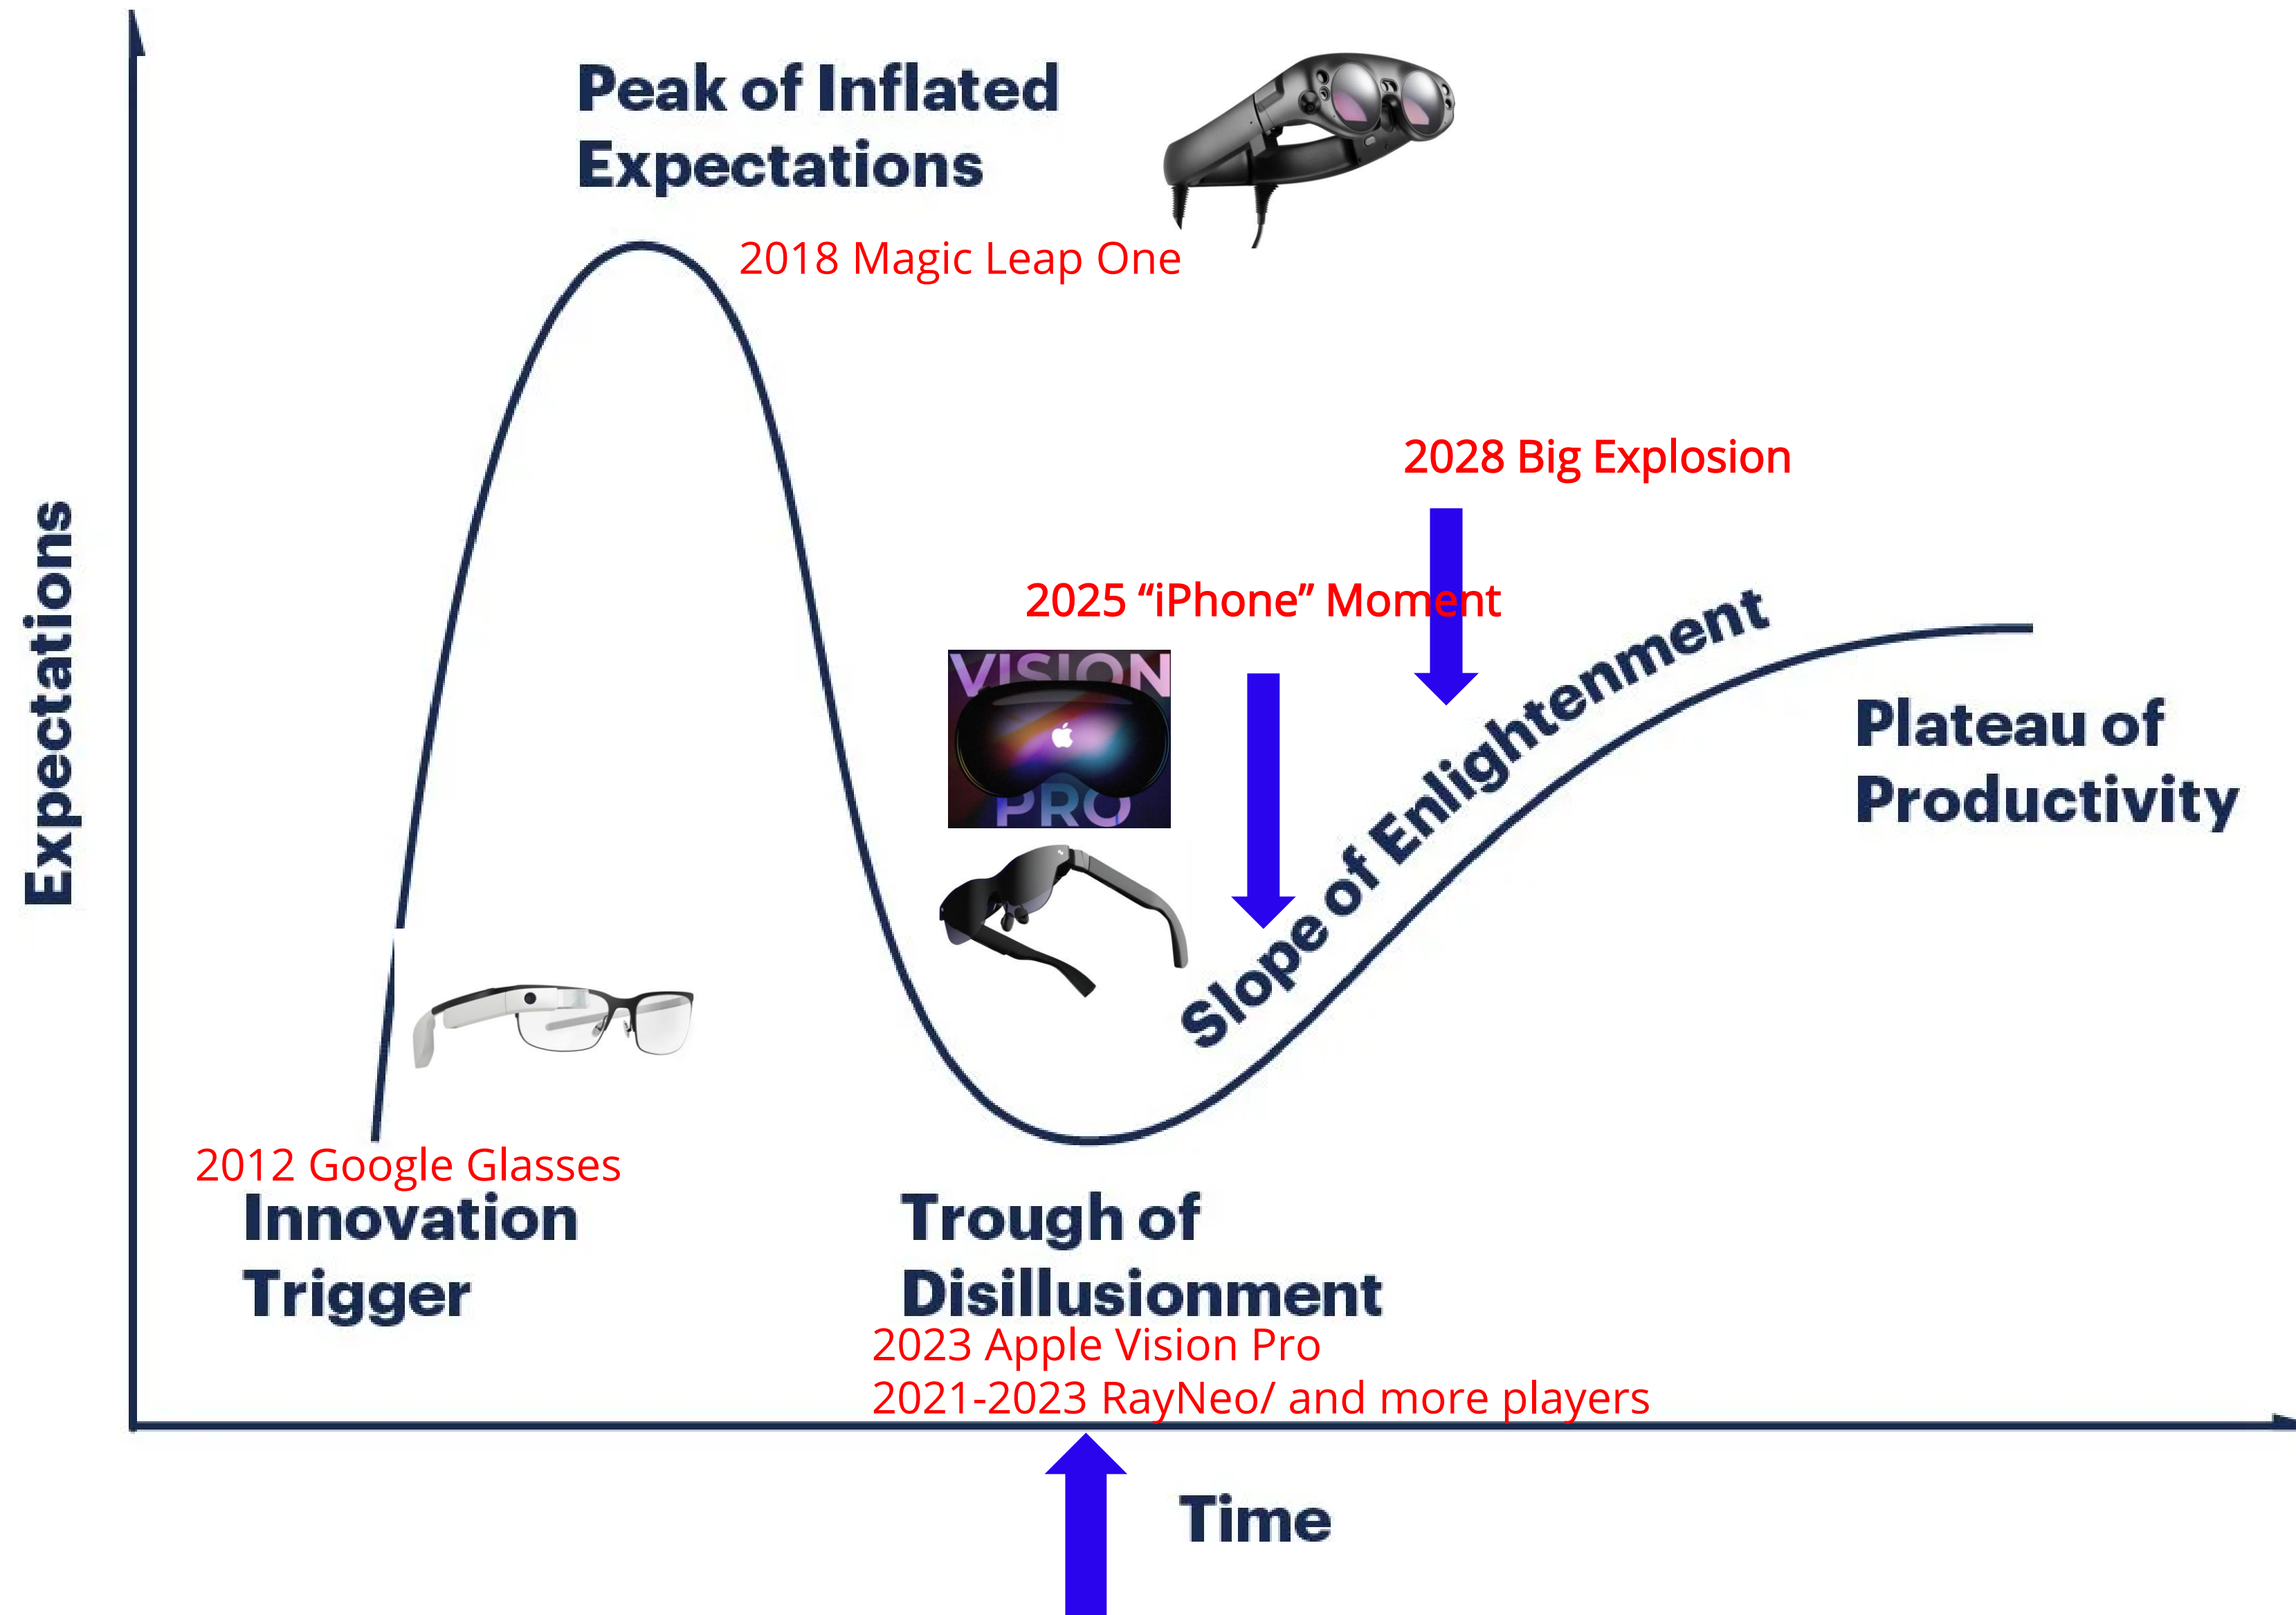 Peak of Inflated
Expectations
2018 Magic Leap One
2028 Big Explosion
2025 “iPhone” Moment
Expectations
VISION
PRO
Slope of Enlightenment
Plateau of
Productivity
2012 Google Glasses
Innovation
Trigger
Trough of
Disillusionment
2023 Apple Vision Pro
2021-2023 RayNeo/ and more players
Time